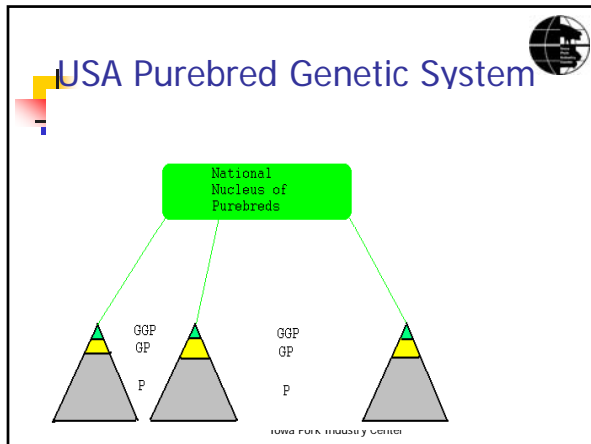 USA Purebred Genetic System
National
Nucleus of
Purebreds
GGP
GP
P
GGP
GP
P
Iowa Pork Industry Center